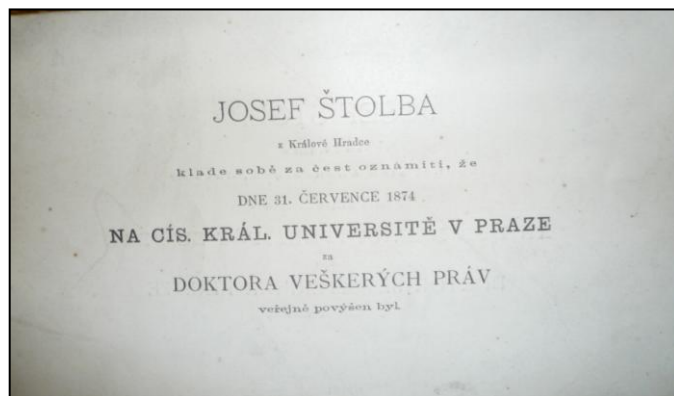 JOSEF ŠTOLBA
z Králové Hradce
klade sobě za čest oznámiti, že
DNE 31. ČERVENCE 1874
NA CÍS. KRÁL. UNIVERSITĚ V PRAZE
za
DOKTORA VEŠKERÝCH PRÁV
veřejně povýšen byl.